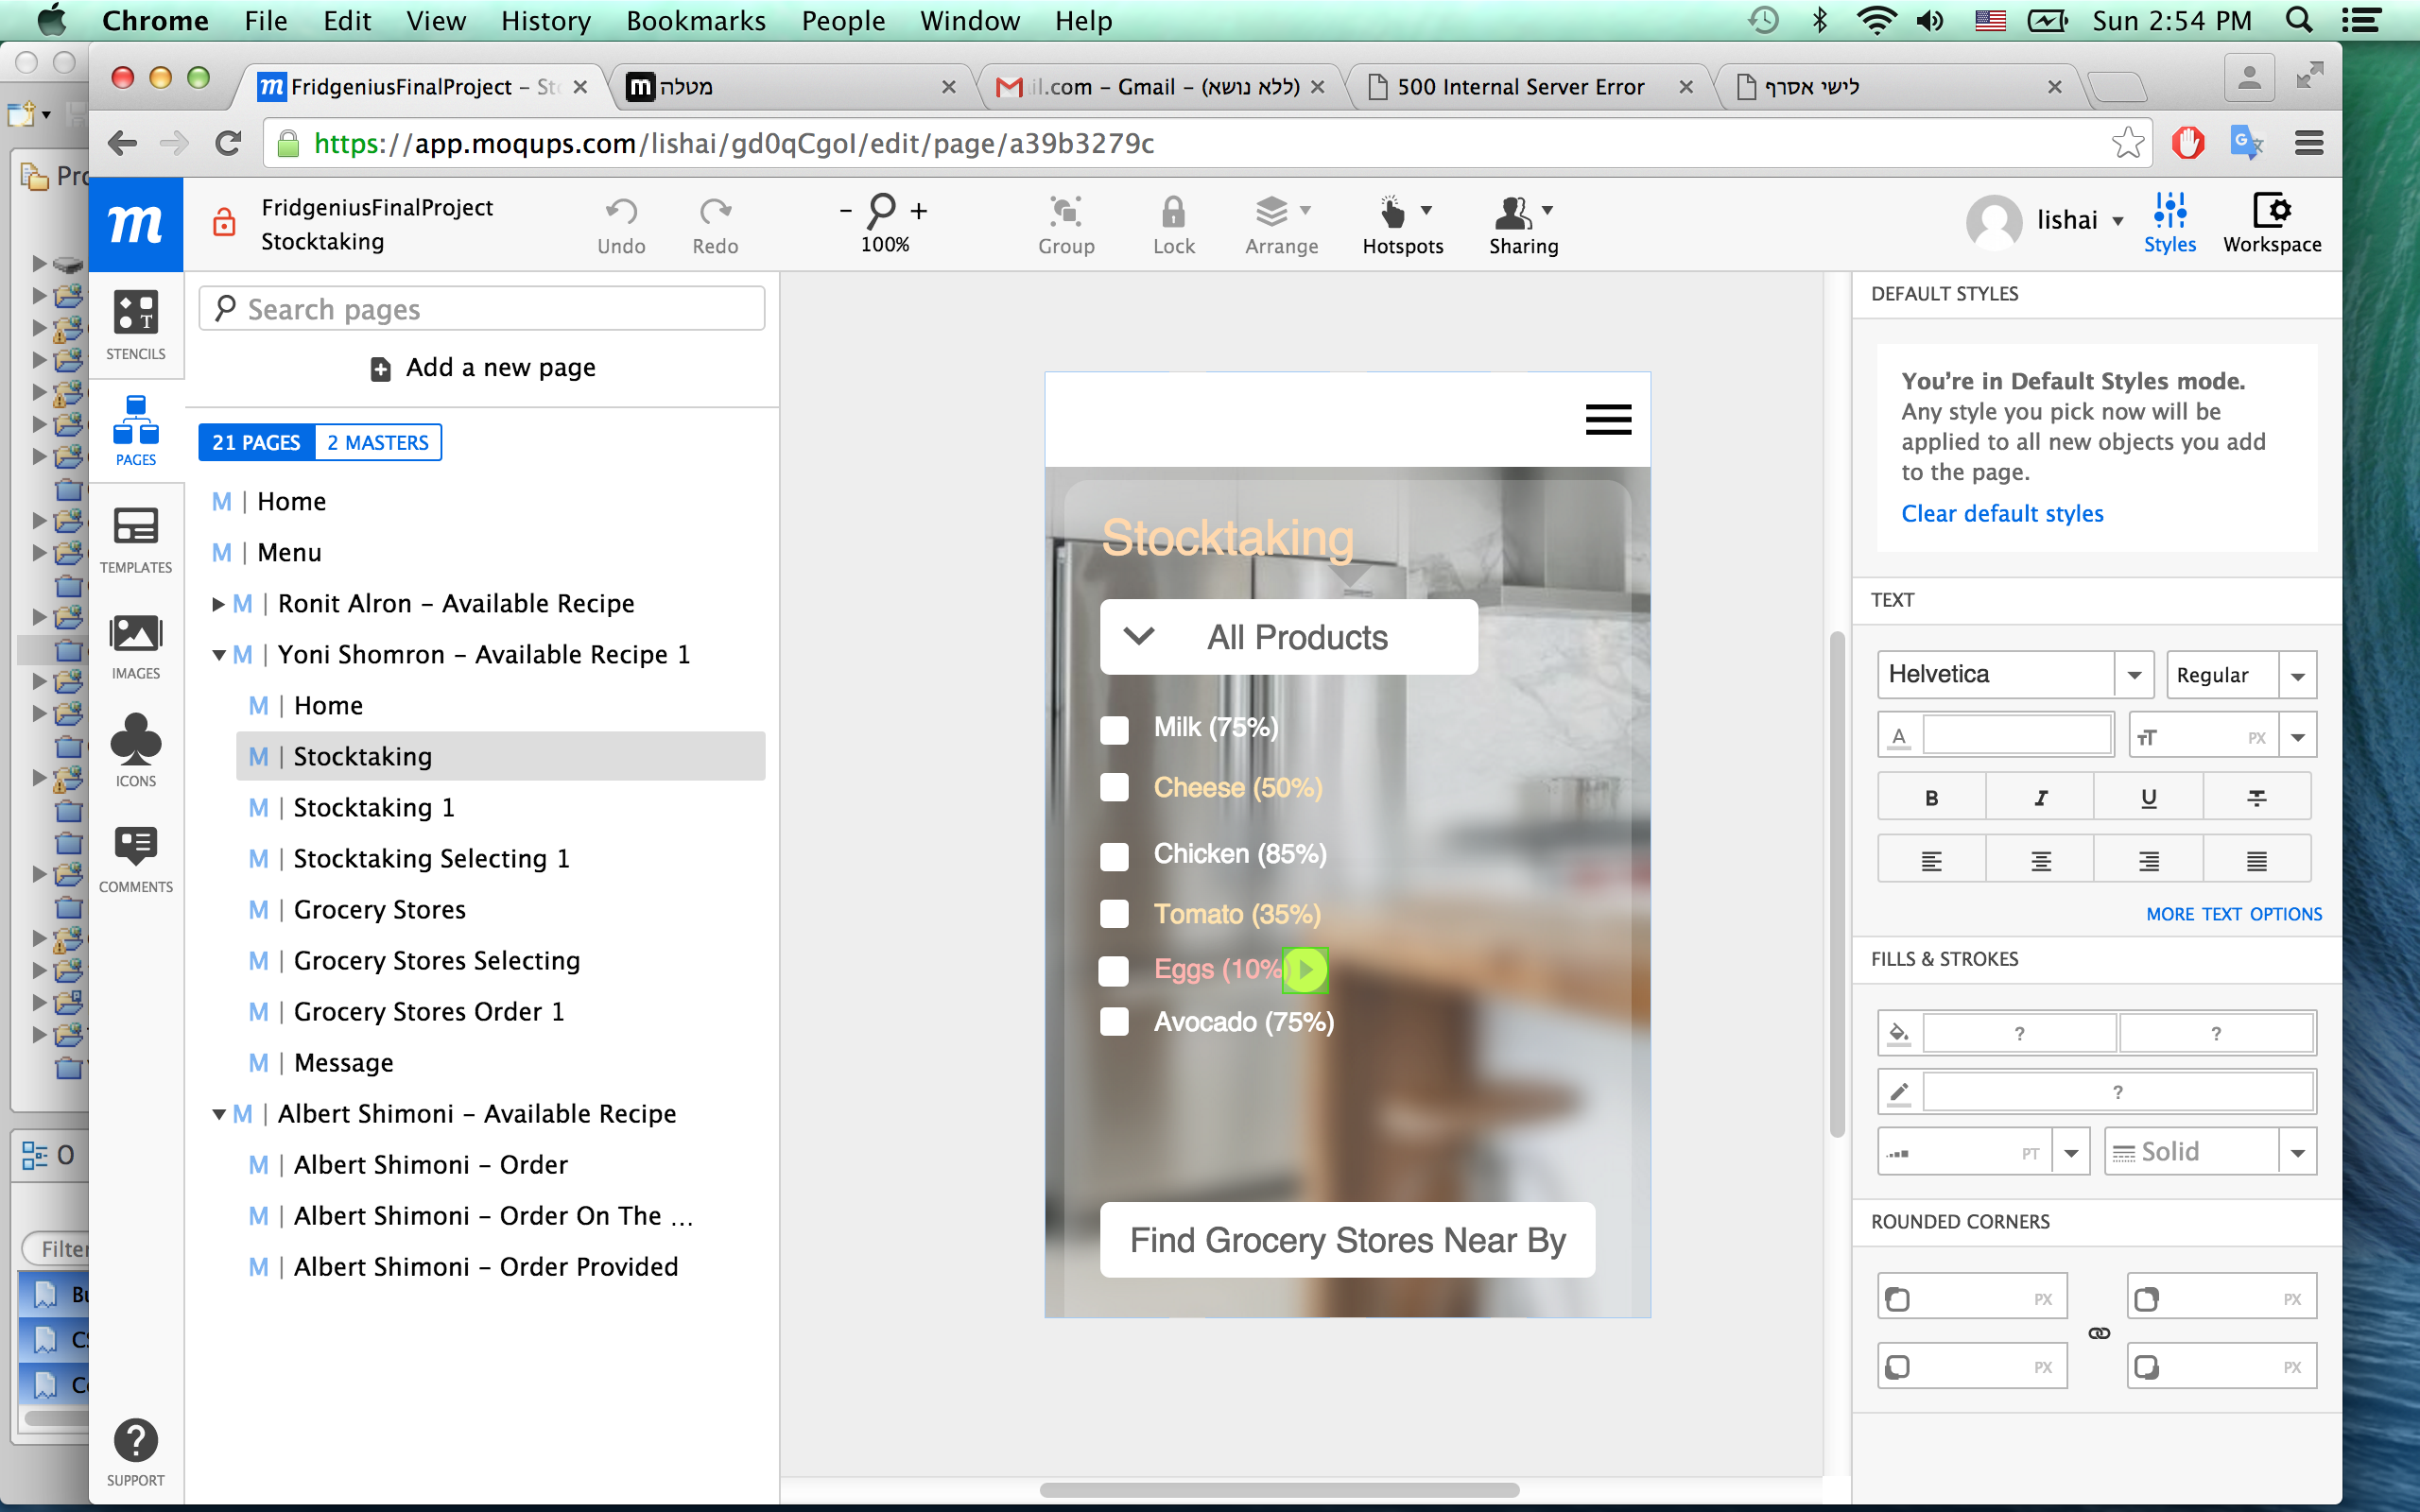 Chrome File Edit View History Bookmarks People Window Help Sun 2:54 PM
FridgeniusFinalProject – Sto
מטלה
il.com – Gmail – (ללא נושא)
500 Internal Server Error
לישי אסרף
https://app.moqups.com/lishai/gd0qCgoI/edit/page/a39b3279c
m
FridgeniusFinalProject
Stocktaking
Undo
Redo
100%
Group
Lock
Arrange
Hotspots
Sharing
lishai
Styles
Workspace
STENCILS
PAGES
TEMPLATES
IMAGES
ICONS
COMMENTS
SUPPORT
Search pages
Add a new page
21 PAGES
2 MASTERS
M | Home
M | Menu
M | Ronit Alron – Available Recipe
M | Yoni Shomron – Available Recipe 1
M | Home
M | Stocktaking
M | Stocktaking 1
M | Stocktaking Selecting 1
M | Grocery Stores
M | Grocery Stores Selecting
M | Grocery Stores Order 1
M | Message
M | Albert Shimoni – Available Recipe
M | Albert Shimoni – Order
M | Albert Shimoni – Order On The ...
M | Albert Shimoni – Order Provided
Stocktaking
All Products
Milk (75%)
Cheese (50%)
Chicken (85%)
Tomato (35%)
Eggs (10%
Avocado (75%)
Find Grocery Stores Near By
DEFAULT STYLES
You're in Default Styles mode.
Any style you pick now will be
applied to all new objects you add
to the page.
Clear default styles
TEXT
Helvetica
Regular
A
TT PX
B I U T
MORE TEXT OPTIONS
FILLS & STROKES
? ?
?
PT
Solid
ROUNDED CORNERS
PX PX
PX PX
Pro
O
Filter
Bu
CS
Co